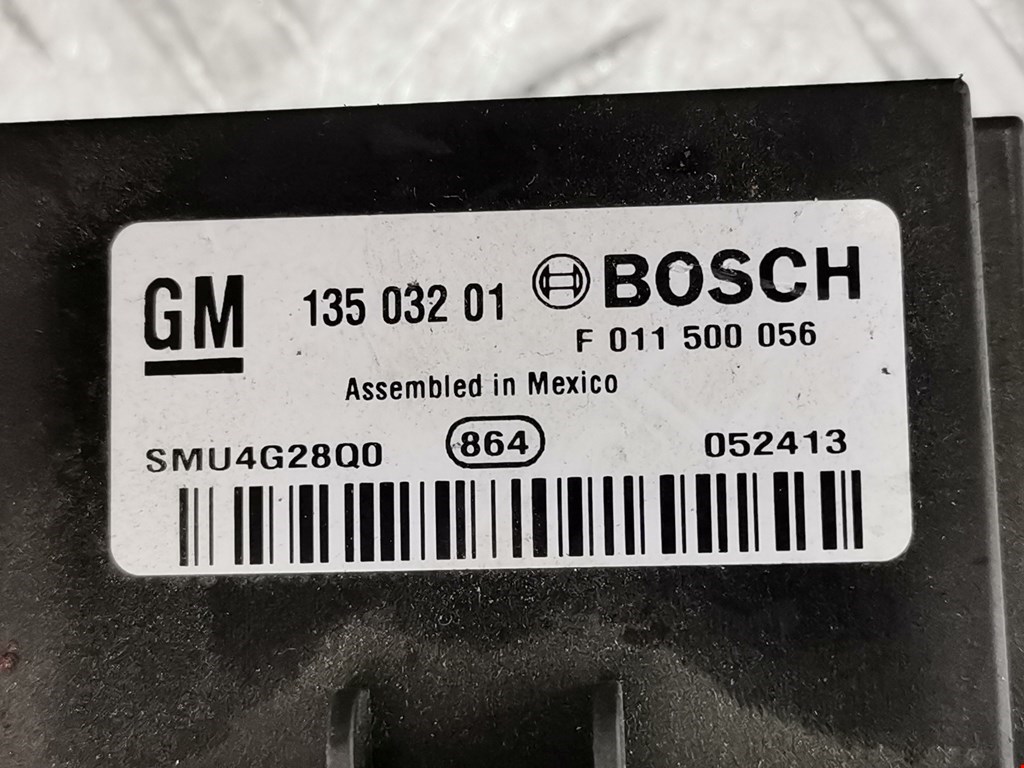 GM 135 032 01 BOSCH
F 011 500 056
Assembled in Mexico
SMU4G28Q0 864 052413